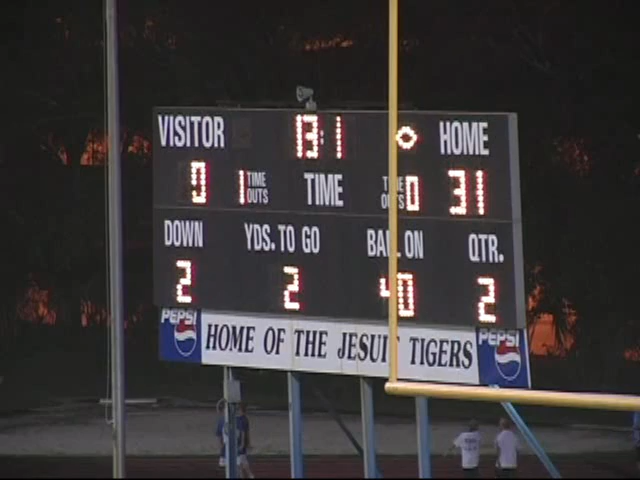 VISITOR 13.1 HOME
0 1 TIME OUTS TIME TIME OUTS 0 31
DOWN YDS. TO GO BALL ON QTR.
2 2 40 2
PEPSI HOME OF THE JESUIT TIGERS PEPSI